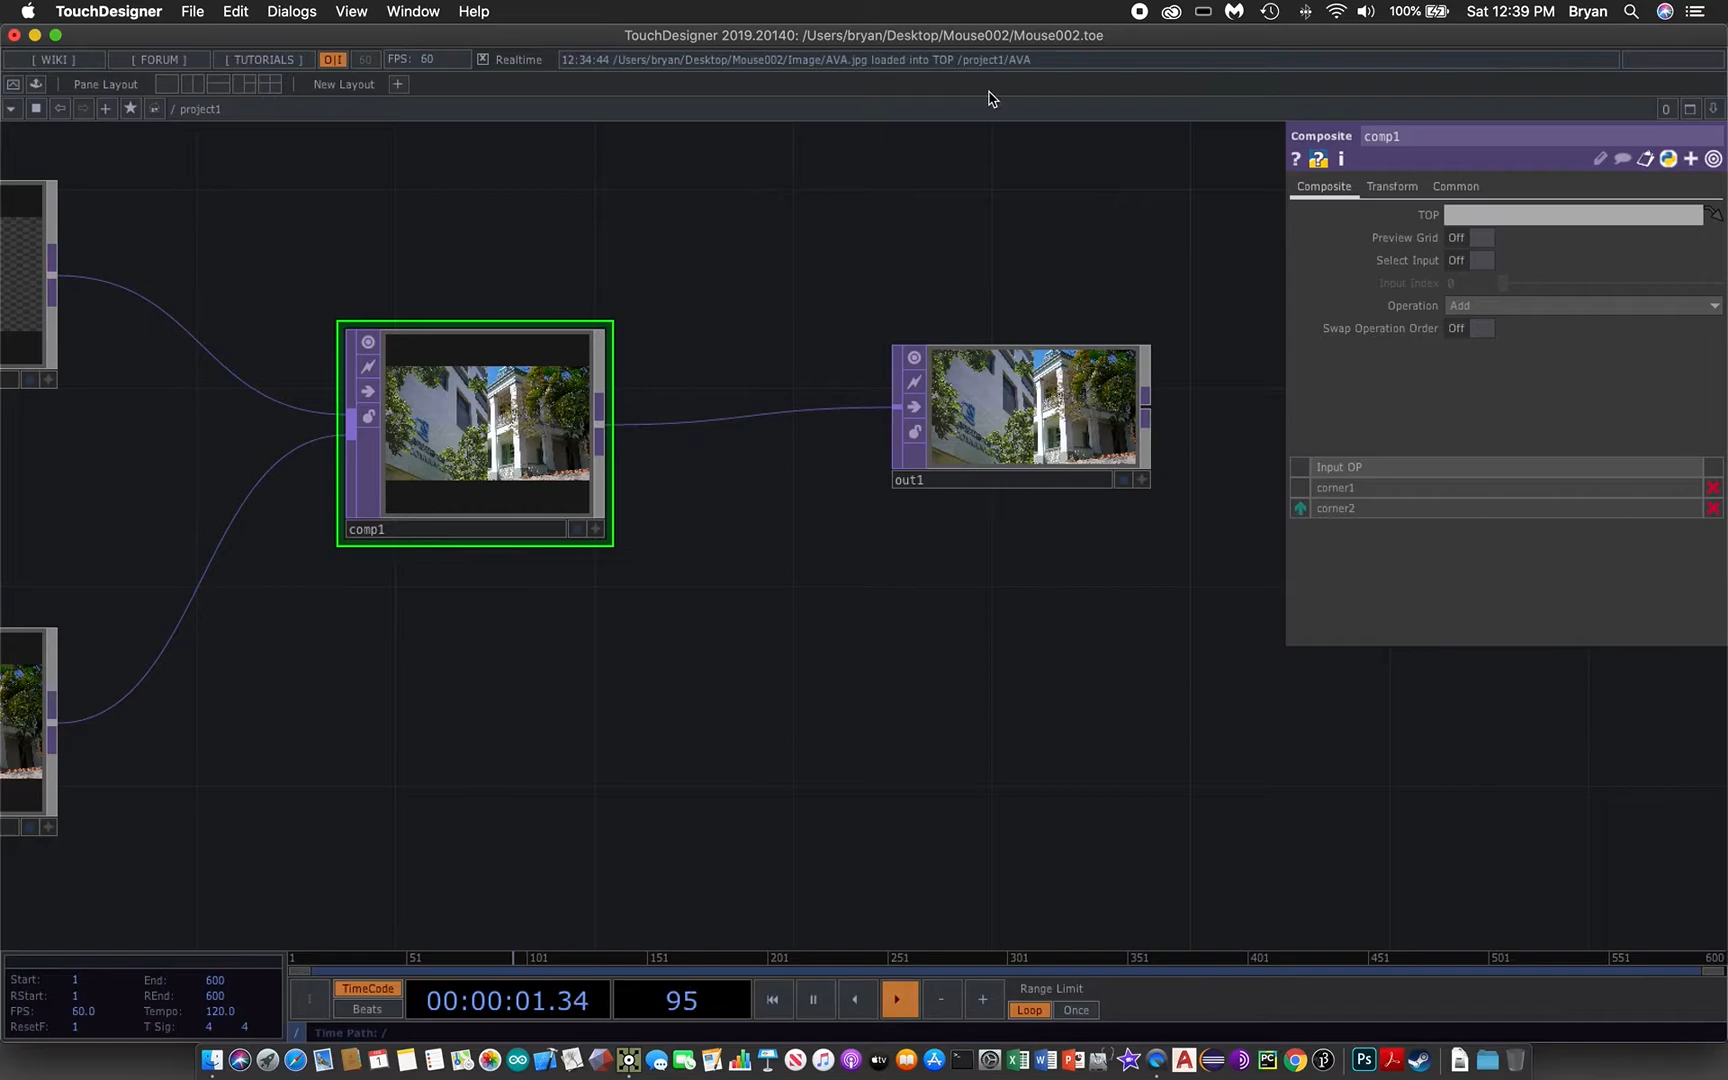 TouchDesigner File Edit Dialogs View Window Help 100% Sat 12:39 PM Bryan
TouchDesigner 2019.20140: /Users/bryan/Desktop/Mouse002/Mouse002.toe
[ WIKI ] [ FORUM ] [ TUTORIALS ] O|I 60 FPS: 60 Realtime 12:34:44 /Users/bryan/Desktop/Mouse002/Image/AVA.jpg loaded into TOP /project1/AVA
Pane Layout New Layout +
/ project1 0
Composite comp1
? ? i
Composite Transform Common
TOP
Preview Grid Off
Select Input Off
Input Index 0
Operation Add
Swap Operation Order Off
Input OP
corner1
corner2
out1
comp1
1 51 101 151 201 251 301 351 401 451 501 551 600
Start: 1 End: 600
RStart: 1 REnd: 600
FPS: 60.0 Tempo: 120.0
ResetF: 1 T Sig: 4 4
TimeCode
Beats
00:00:01.34 95
Range Limit
Loop Once
/ Time Path: /